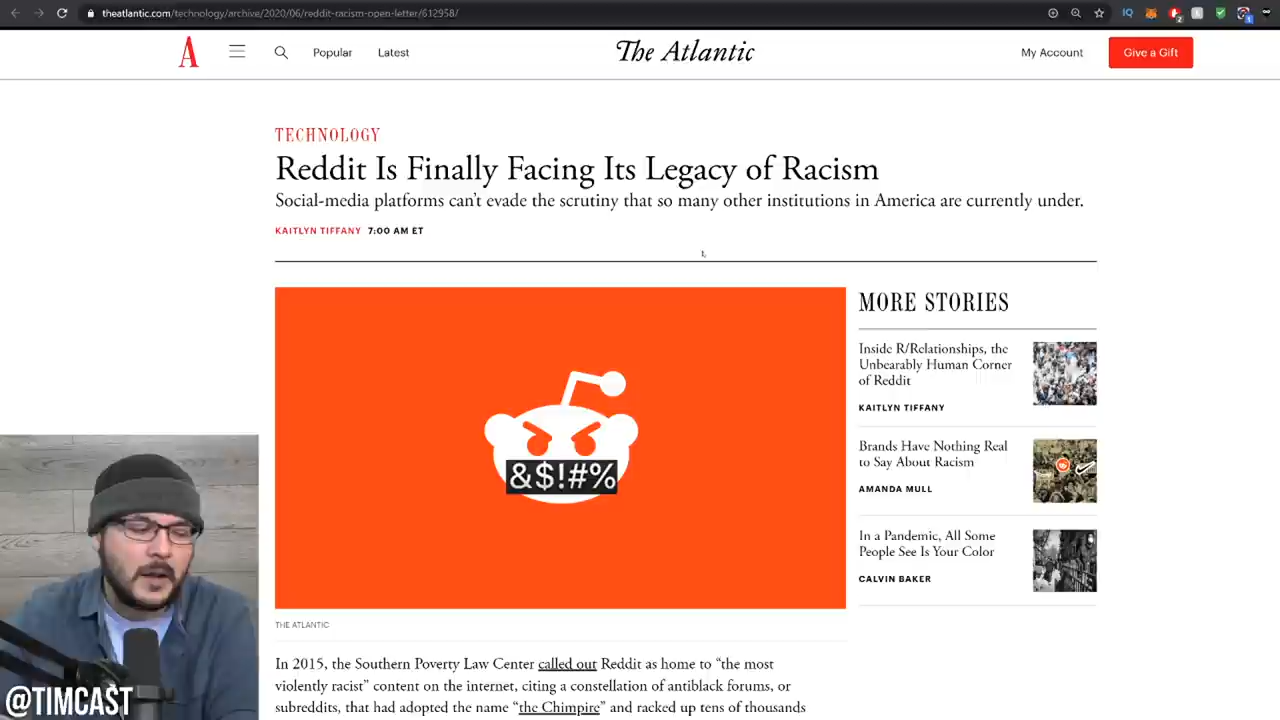 theatlantic.com/technology/archive/2020/06/reddit-racism-open-letter/612958/
A
Popular
Latest
The Atlantic
My Account
Give a Gift
TECHNOLOGY
Reddit Is Finally Facing Its Legacy of Racism
Social-media platforms can’t evade the scrutiny that so many other institutions in America are currently under.
KAITLYN TIFFANY 7:00 AM ET
&$!#%
THE ATLANTIC
In 2015, the Southern Poverty Law Center called out Reddit as home to “the most
violently racist” content on the internet, citing a constellation of antiblack forums, or
subreddits, that had adopted the name “the Chimpire” and racked up tens of thousands
MORE STORIES
Inside R/Relationships, the
Unbearably Human Corner
of Reddit
KAITLYN TIFFANY
Brands Have Nothing Real
to Say About Racism
AMANDA MULL
In a Pandemic, All Some
People See Is Your Color
CALVIN BAKER
@TIMCAST